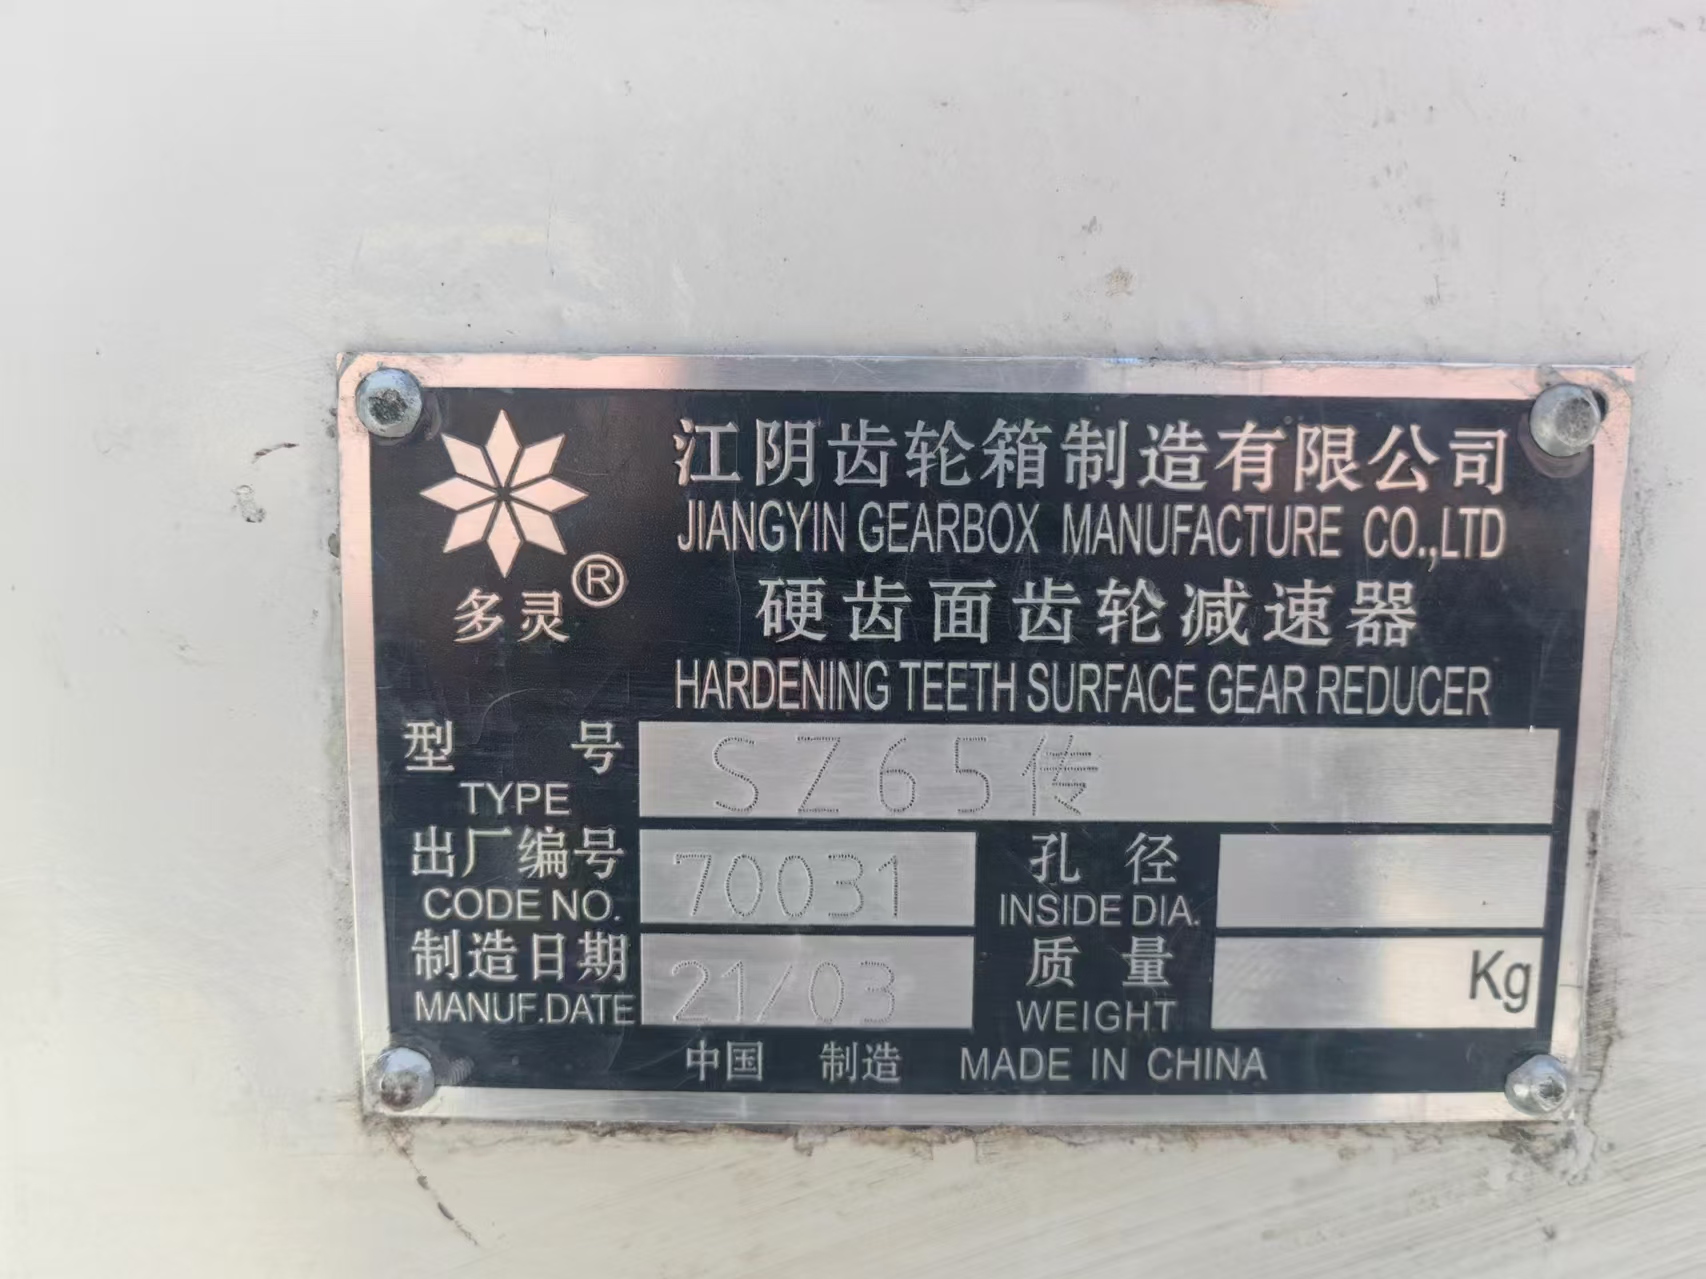 江阴齿轮箱制造有限公司
JIANGYIN GEARBOX MANUFACTURE CO.,LTD
多灵®
硬齿面齿轮减速器
HARDENING TEETH SURFACE GEAR REDUCER
型 号 SZ65传
TYPE
出厂编号 70031 孔 径
CODE NO. INSIDE DIA.
制造日期 21/03 质 量 Kg
MANUF.DATE WEIGHT
中国 制造 MADE IN CHINA